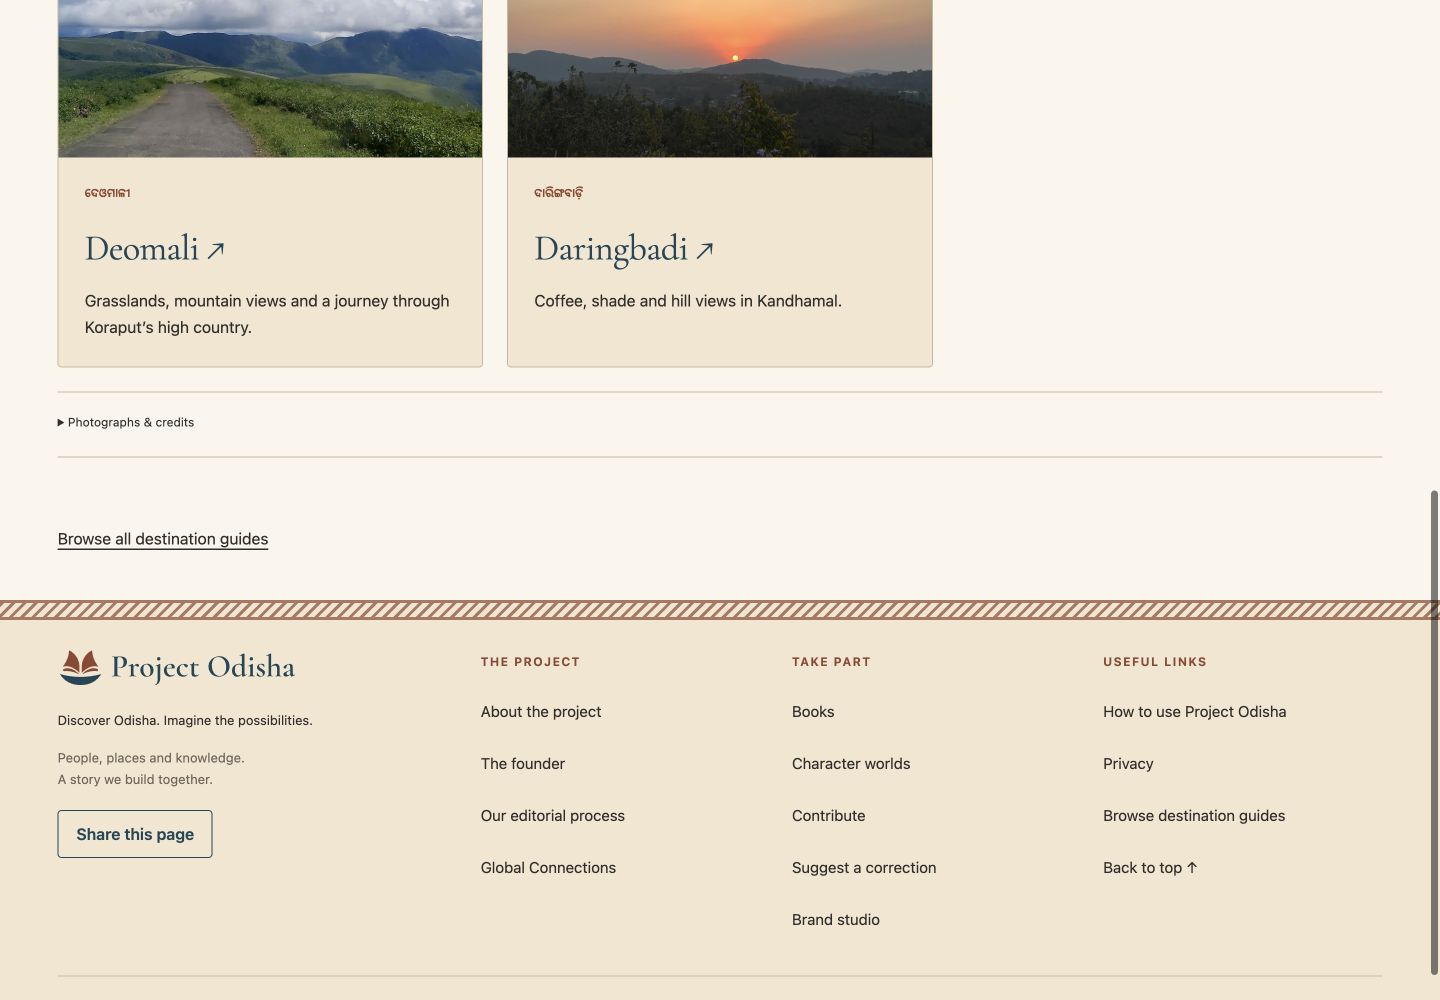 ଦେଓମାଳୀ
Deomali ↗
Grasslands, mountain views and a journey through
Koraput’s high country.
ଦାରିଙ୍ଗବାଡ଼ି
Daringbadi ↗
Coffee, shade and hill views in Kandhamal.
▶ Photographs & credits
Browse all destination guides
Project Odisha
Discover Odisha. Imagine the possibilities.
People, places and knowledge.
A story we build together.
Share this page
THE PROJECT
About the project
The founder
Our editorial process
Global Connections
TAKE PART
Books
Character worlds
Contribute
Suggest a correction
Brand studio
USEFUL LINKS
How to use Project Odisha
Privacy
Browse destination guides
Back to top ↑